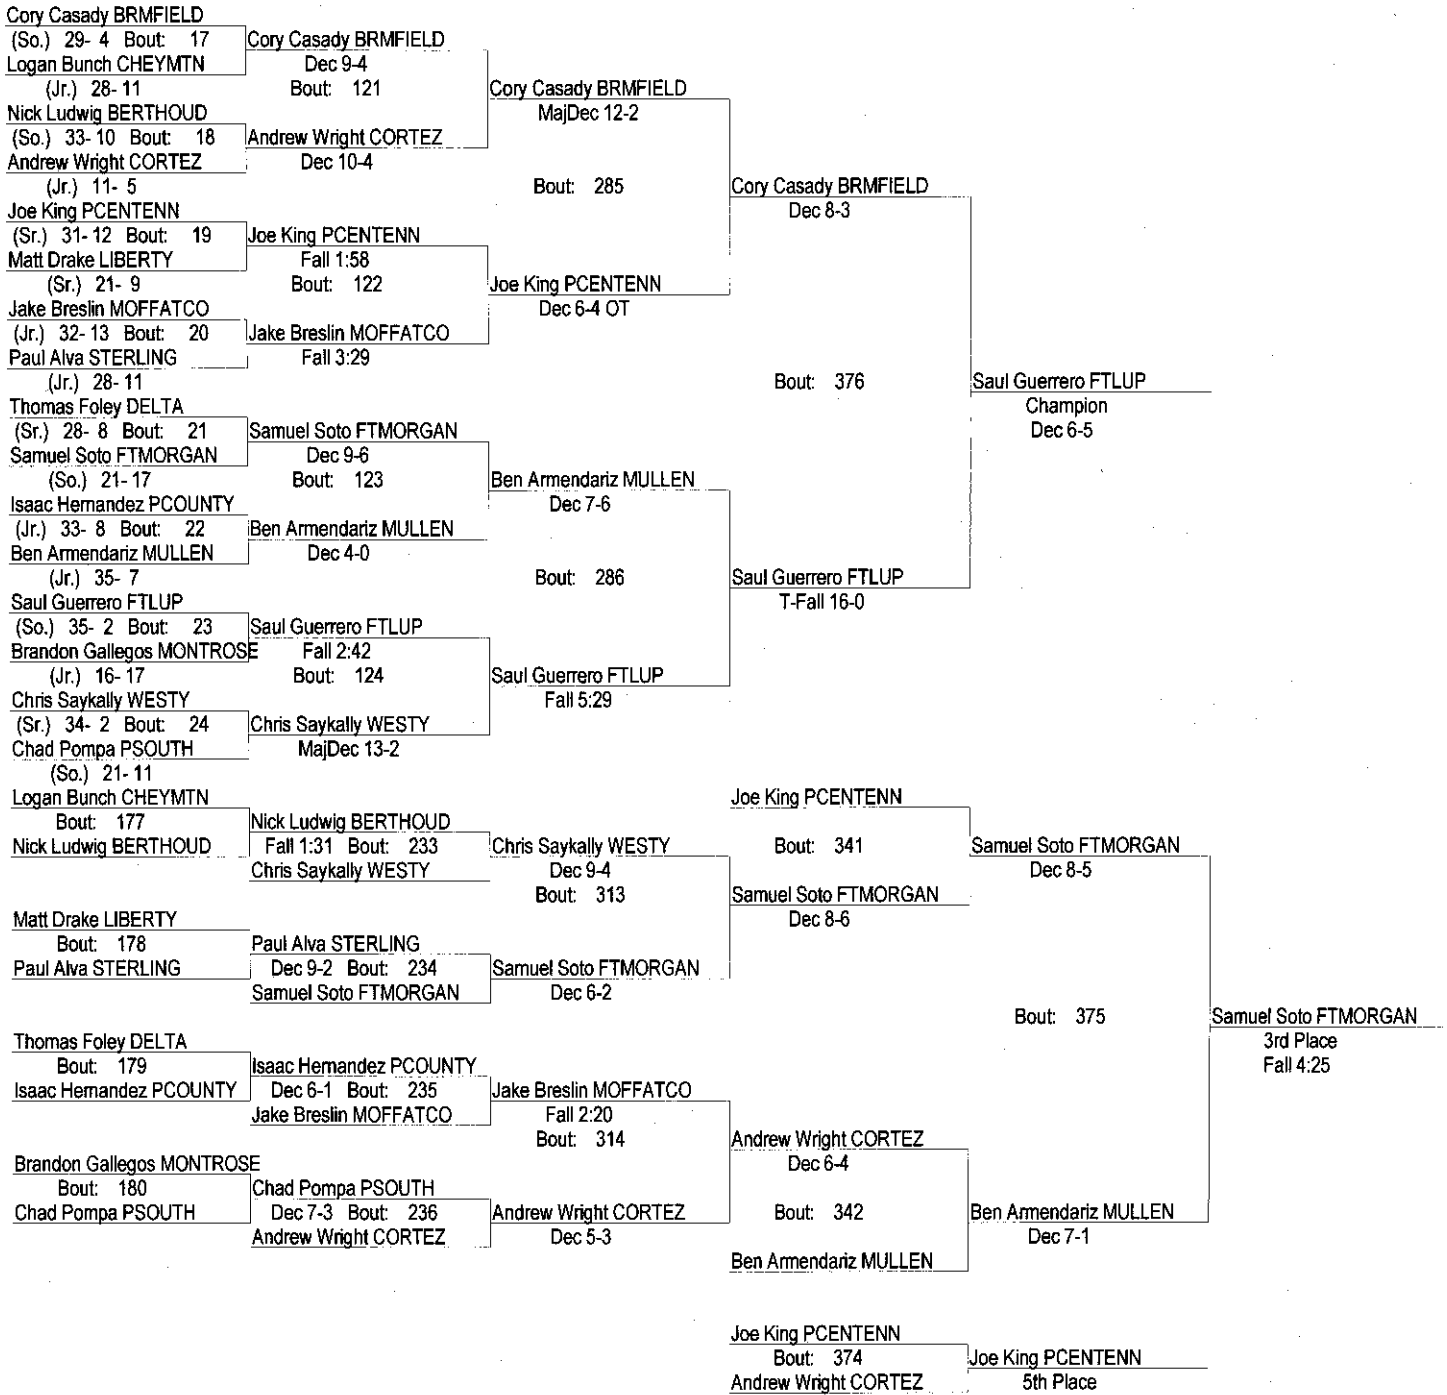 Cory Casady BRMFIELD
(So.) 29- 4 Bout: 17
Logan Bunch CHEYMTN
(Jr.) 28- 11
Nick Ludwig BERTHOUD
(So.) 33- 10 Bout: 18
Andrew Wright CORTEZ
(Jr.) 11- 5
Joe King PCENTENN
(Sr.) 31- 12 Bout: 19
Matt Drake LIBERTY
(Sr.) 21- 9
Jake Breslin MOFFATCO
(Jr.) 32- 13 Bout: 20
Paul Alva STERLING
(Jr.) 28- 11
Thomas Foley DELTA
(Sr.) 28- 8 Bout: 21
Samuel Soto FTMORGAN
(So.) 21- 17
Isaac Hernandez PCOUNTY
(Jr.) 33- 8 Bout: 22
Ben Armendariz MULLEN
(Jr.) 35- 7
Saul Guerrero FTLUP
(So.) 35- 2 Bout: 23
Brandon Gallegos MONTROSE
(Jr.) 16- 17
Chris Saykally WESTY
(Sr.) 34- 2 Bout: 24
Chad Pompa PSOUTH
(So.) 21- 11
Cory Casady BRMFIELD
Dec 9-4
Bout: 121
Andrew Wright CORTEZ
Dec 10-4
Joe King PCENTENN
Fall 1:58
Bout: 122
Jake Breslin MOFFATCO
Fall 3:29
Samuel Soto FTMORGAN
Dec 9-6
Bout: 123
Ben Armendariz MULLEN
Dec 4-0
Saul Guerrero FTLUP
Fall 2:42
Bout: 124
Chris Saykally WESTY
MajDec 13-2
Cory Casady BRMFIELD
MajDec 12-2
Bout: 285
Joe King PCENTENN
Dec 6-4 OT
Ben Armendariz MULLEN
Dec 7-6
Bout: 286
Saul Guerrero FTLUP
Fall 5:29
Cory Casady BRMFIELD
Dec 8-3
Bout: 376
Saul Guerrero FTLUP
T-Fall 16-0
Saul Guerrero FTLUP
Champion
Dec 6-5
Logan Bunch CHEYMTN
Bout: 177
Nick Ludwig BERTHOUD
Matt Drake LIBERTY
Bout: 178
Paul Alva STERLING
Thomas Foley DELTA
Bout: 179
Isaac Hernandez PCOUNTY
Brandon Gallegos MONTROSE
Bout: 180
Chad Pompa PSOUTH
Nick Ludwig BERTHOUD
Fall 1:31 Bout: 233
Chris Saykally WESTY
Paul Alva STERLING
Dec 9-2 Bout: 234
Samuel Soto FTMORGAN
Isaac Hernandez PCOUNTY
Dec 6-1 Bout: 235
Jake Breslin MOFFATCO
Chad Pompa PSOUTH
Dec 7-3 Bout: 236
Andrew Wright CORTEZ
Chris Saykally WESTY
Dec 9-4
Bout: 313
Samuel Soto FTMORGAN
Dec 6-2
Jake Breslin MOFFATCO
Fall 2:20
Bout: 314
Andrew Wright CORTEZ
Dec 5-3
Joe King PCENTENN
Bout: 341
Samuel Soto FTMORGAN
Dec 8-6
Andrew Wright CORTEZ
Dec 6-4
Bout: 342
Ben Armendariz MULLEN
Samuel Soto FTMORGAN
Dec 8-5
Bout: 375
Ben Armendariz MULLEN
Dec 7-1
Samuel Soto FTMORGAN
3rd Place
Fall 4:25
Joe King PCENTENN
Bout: 374
Andrew Wright CORTEZ
Joe King PCENTENN
5th Place